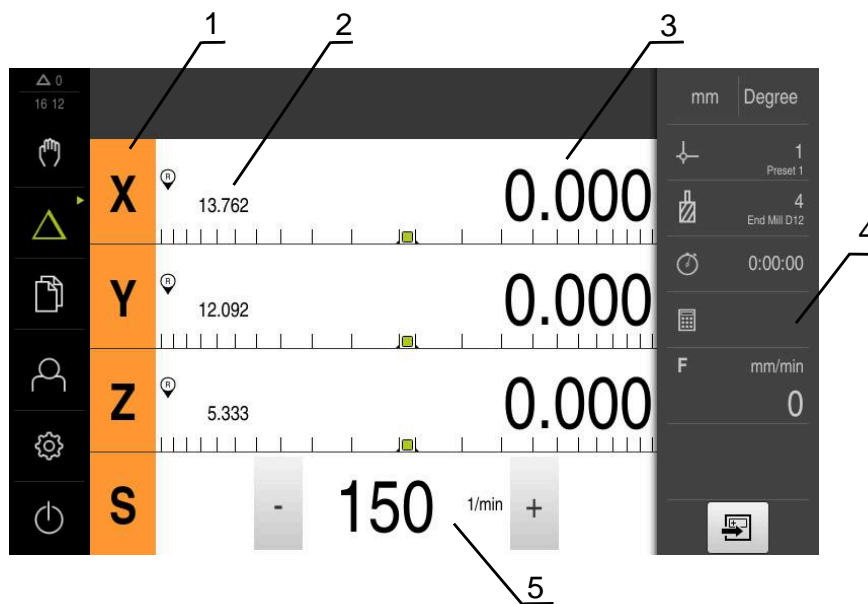 1 2 3
0
16 12
mm Degree
1
Preset 1
X R 13.762 0.000
4
End Mill D12
4
0:00:00
Y R 12.092 0.000
F mm/min
0
Z R 5.333 0.000
S - 150 1/min +
5